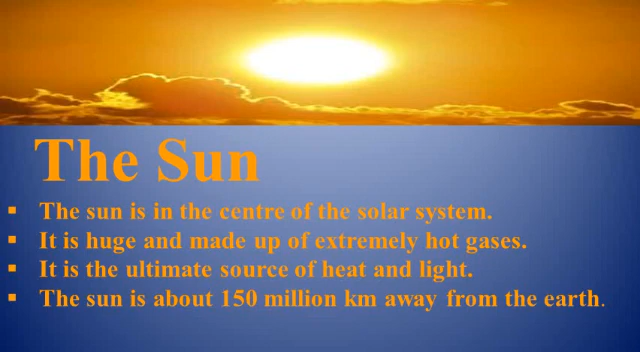 The Sun
▪ The sun is in the centre of the solar system.
▪ It is huge and made up of extremely hot gases.
▪ It is the ultimate source of heat and light.
▪ The sun is about 150 million km away from the earth.